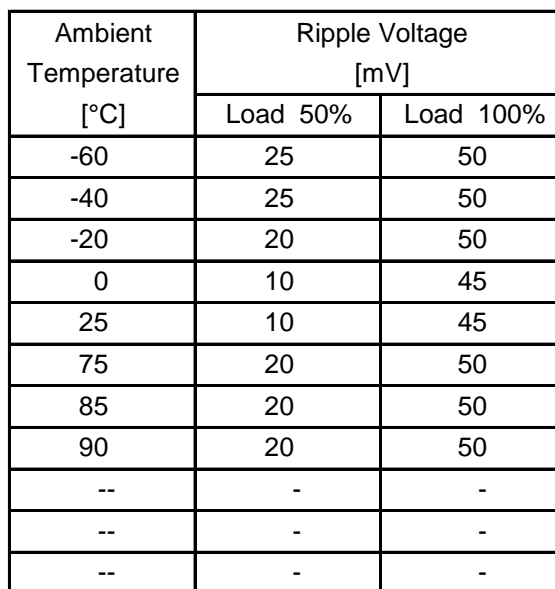 Ambient Temperature [°C] Ripple Voltage [mV]
Load 50% Load 100%
-60 25 50
-40 25 50
-20 20 50
0 10 45
25 10 45
75 20 50
85 20 50
90 20 50
-- - -
-- - -
-- - -